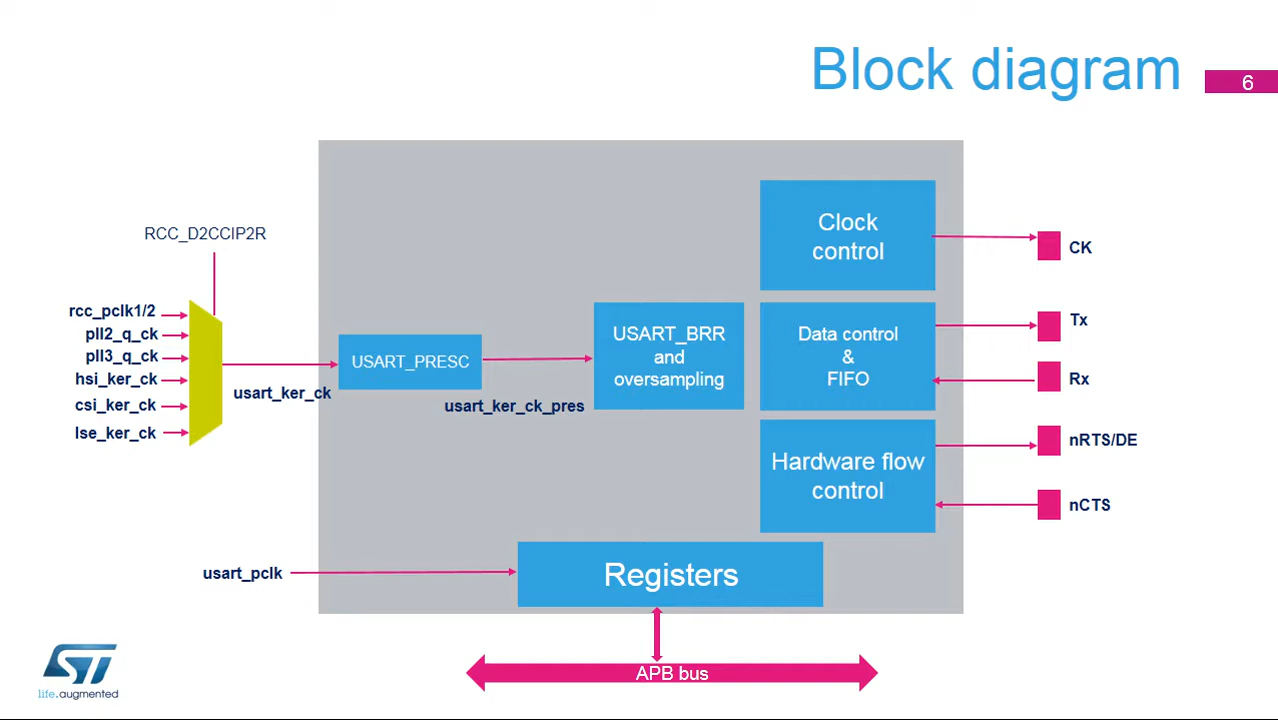 Block diagram
6
RCC_D2CCIP2R
rcc_pclk1/2
pll2_q_ck
pll3_q_ck
hsi_ker_ck
csi_ker_ck
lse_ker_ck
usart_ker_ck
USART_PRESC
usart_ker_ck_pres
USART_BRR
and
oversampling
Clock
control
Data control
&
FIFO
Hardware flow
control
CK
Tx
Rx
nRTS/DE
nCTS
usart_pclk
Registers
APB bus
ST
life.augmented